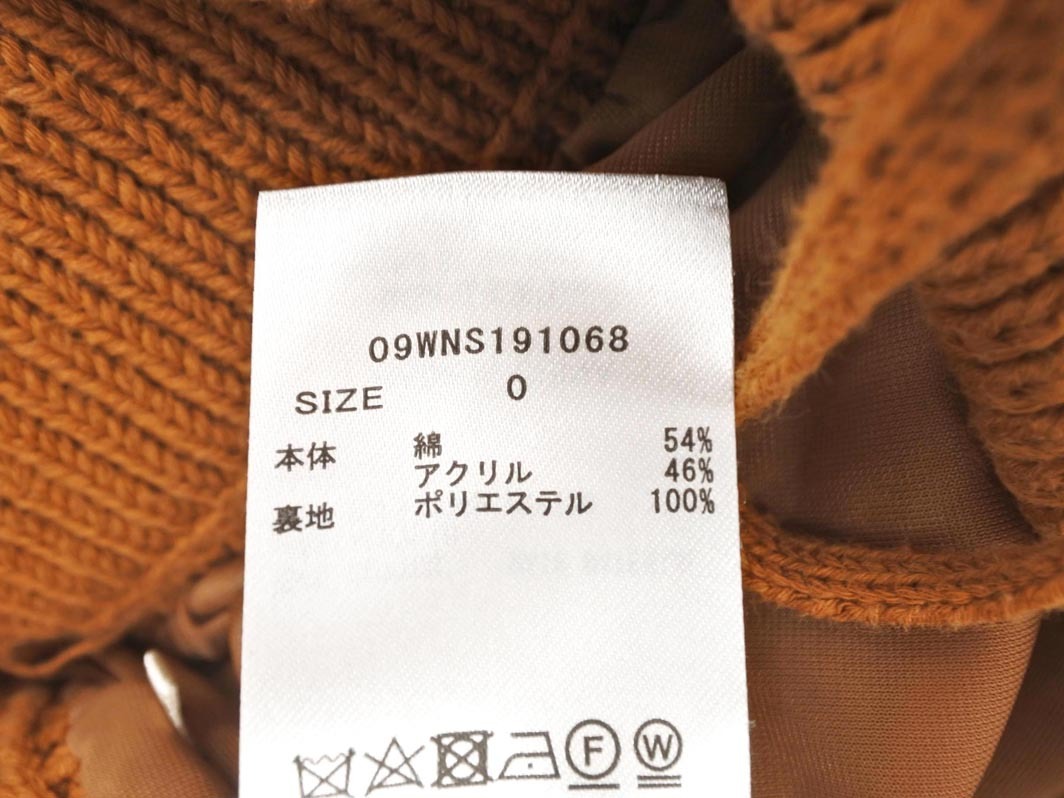 09WNS191068
SIZE 0
本体 綿 54%
アクリル 46%
裏地 ポリエステル 100%
F W